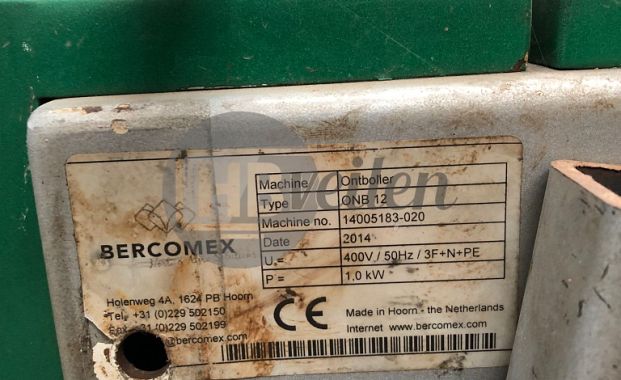 HB veilen
BERCOMEX
Machine Ontboller
Type ONB 12
Machine no. 14005183-020
Date 2014
U = 400V / 50Hz / 3F+N+PE
P = 1,0 kW
Holenweg 4A, 1624 PB Hoorn
Tel. +31 (0)229 502150
Fax +31 (0)229 502199
@bercomex.com
CE
Made in Hoorn - the Netherlands
Internet www.bercomex.com